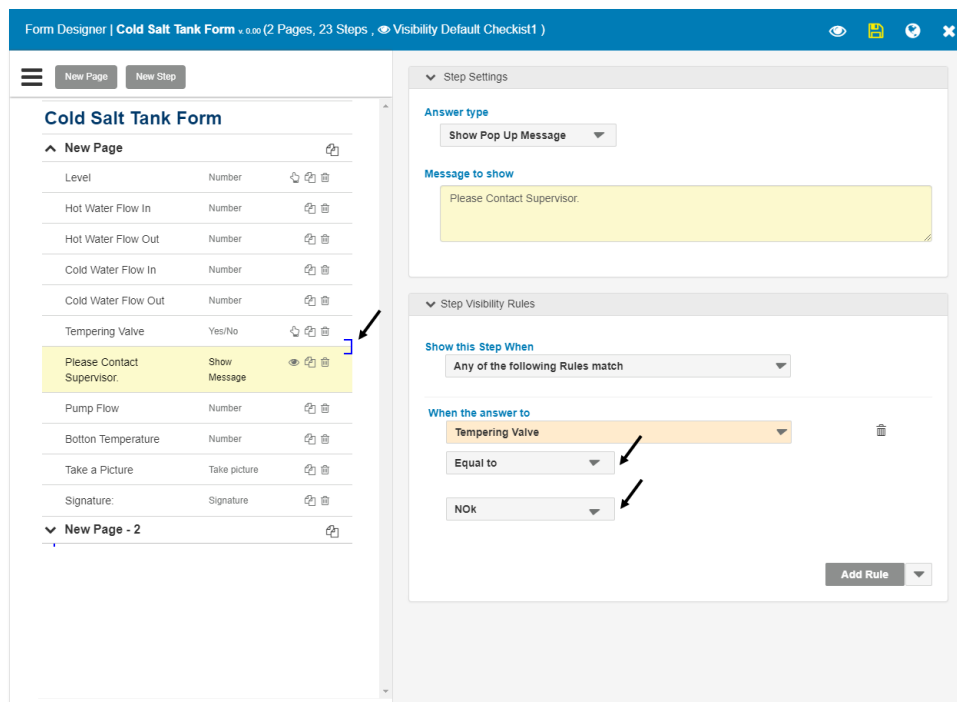 Form Designer | Cold Salt Tank Form v. 0.00 (2 Pages, 23 Steps , Visibility Default Checkist1 )
New Page New Step
Cold Salt Tank Form
New Page
Level Number
Hot Water Flow In Number
Hot Water Flow Out Number
Cold Water Flow In Number
Cold Water Flow Out Number
Tempering Valve Yes/No
Please Contact Show
Supervisor. Message
Pump Flow Number
Botton Temperature Number
Take a Picture Take picture
Signature: Signature
New Page - 2
Step Settings
Answer type
Show Pop Up Message
Message to show
Please Contact Supervisor.
Step Visibility Rules
Show this Step When
Any of the following Rules match
When the answer to
Tempering Valve
Equal to
NOk
Add Rule